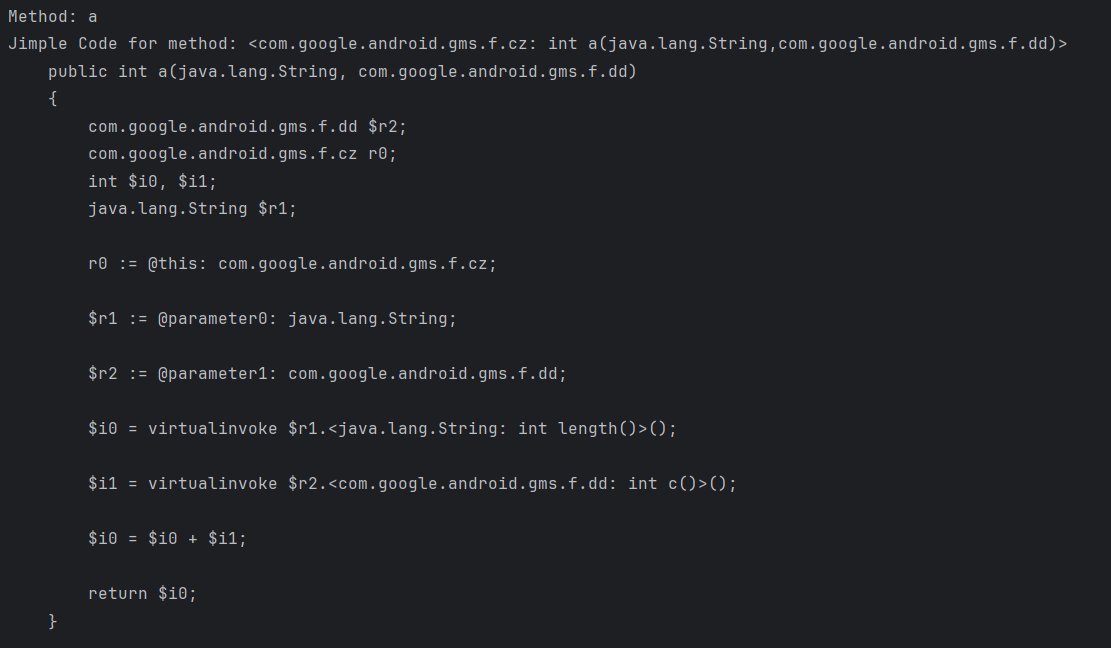 Method: a
Jimple Code for method: <com.google.android.gms.f.cz: int a(java.lang.String,com.google.android.gms.f.dd)>
    public int a(java.lang.String, com.google.android.gms.f.dd)
    {
        com.google.android.gms.f.dd $r2;
        com.google.android.gms.f.cz r0;
        int $i0, $i1;
        java.lang.String $r1;
        r0 := @this: com.google.android.gms.f.cz;
        $r1 := @parameter0: java.lang.String;
        $r2 := @parameter1: com.google.android.gms.f.dd;
        $i0 = virtualinvoke $r1.<java.lang.String: int length()>();
        $i1 = virtualinvoke $r2.<com.google.android.gms.f.dd: int c()>();
        $i0 = $i0 + $i1;
        return $i0;
    }